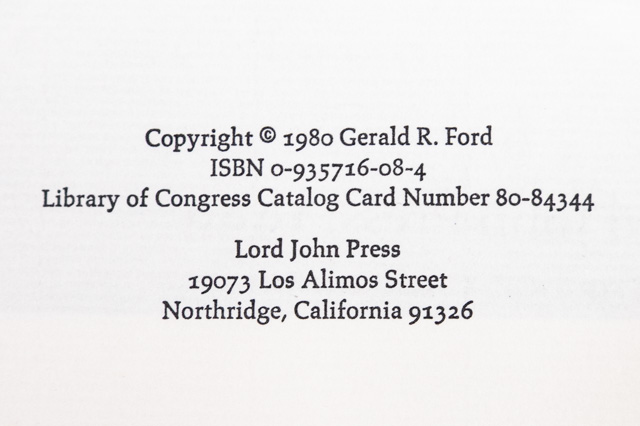 Copyright © 1980 Gerald R. Ford
ISBN 0-935716-08-4
Library of Congress Catalog Card Number 80-84344
Lord John Press
19073 Los Alimos Street
Northridge, California 91326